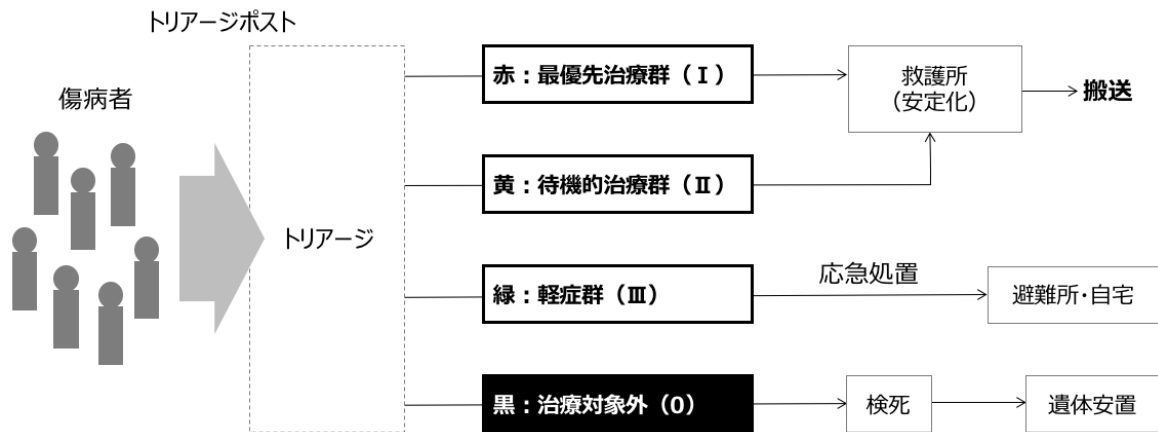 トリアージポスト
傷病者
トリアージ
赤：最優先治療群（Ⅰ）
救護所
（安定化）
搬送
黄：待機的治療群（Ⅱ）
緑：軽症群（Ⅲ）
応急処置
避難所・自宅
黒：治療対象外（0）
検死
遺体安置